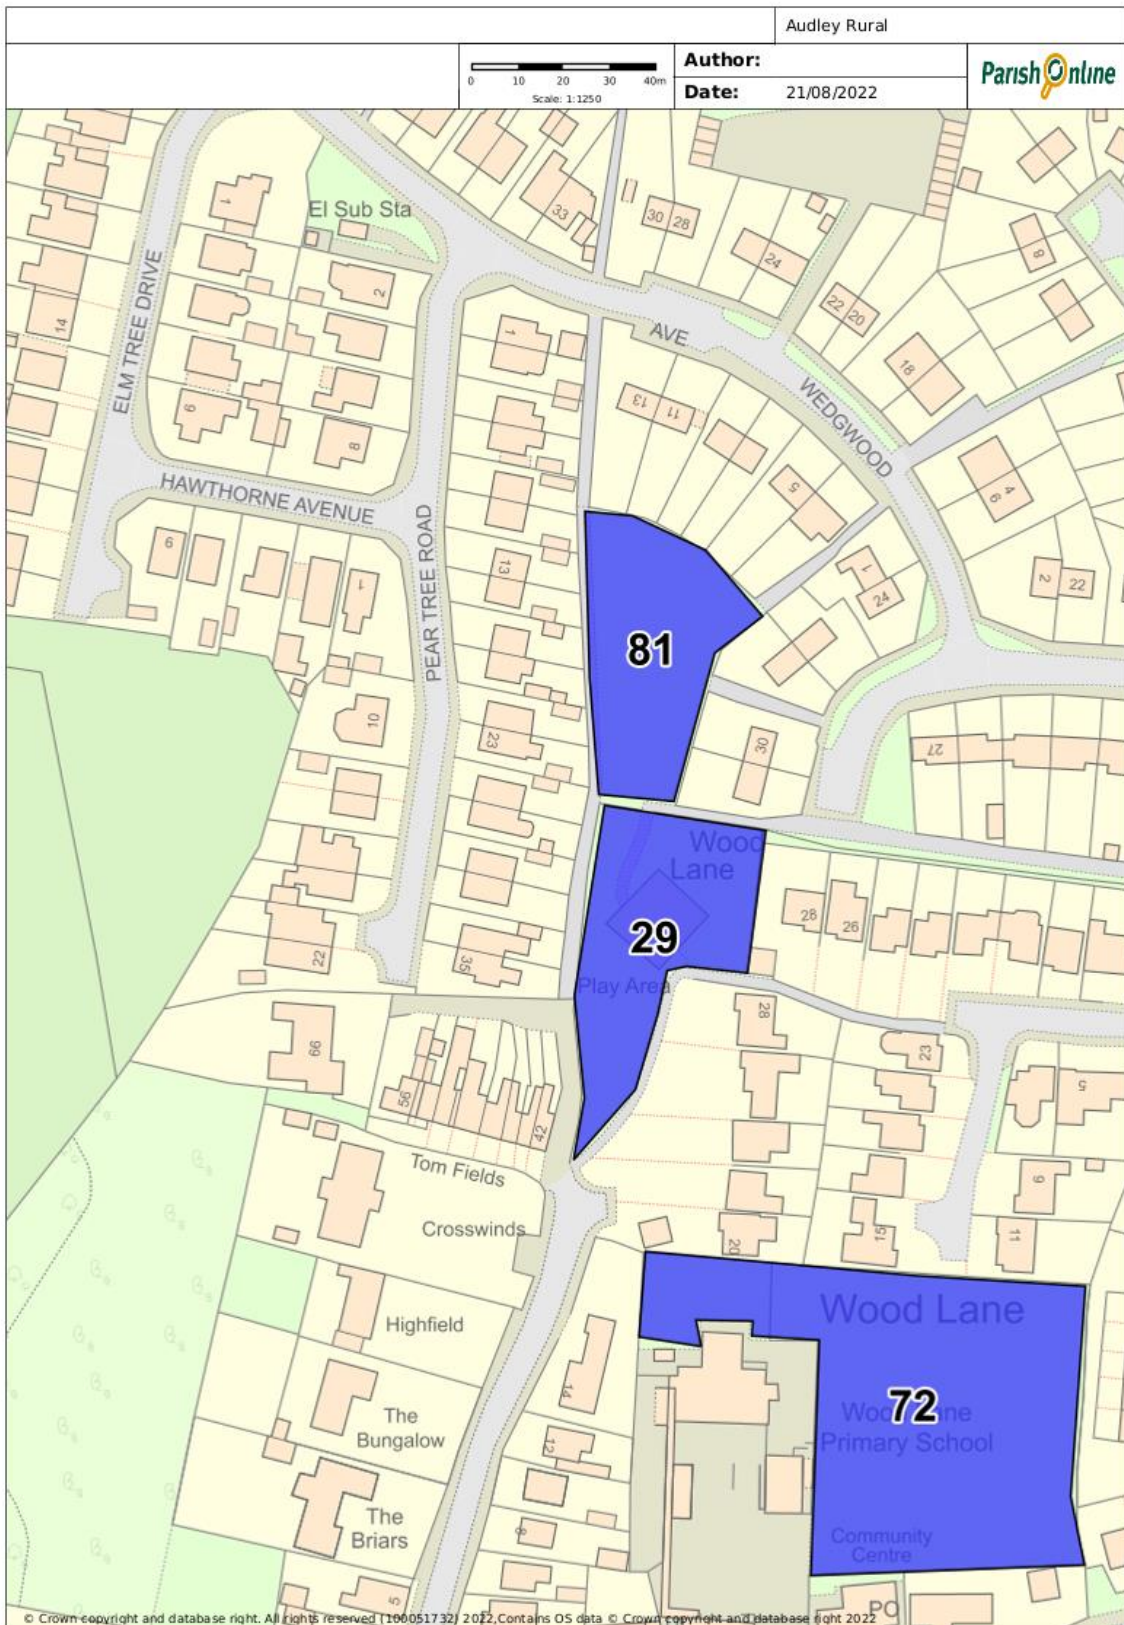 Audley Rural
0 10 20 30 40m
Scale: 1:1250
Author:
Date: 21/08/2022
Parish Online
El Sub Sta
1
33
30
28
24
8
2
22
20
14
1
AVE
18
ELM TREE DRIVE
13
11
WEDGWOOD
9
8
5
4
6
HAWTHORNE AVENUE
PEAR TREE ROAD
9
1
13
1
24
2
22
81
10
23
30
27
Wood
Lane
28
26
29
22
35
Play Area
28
23
5
66
56
42
Tom Fields
Crosswinds
9
20
15
11
Wood Lane
Highfield
14
72
The
Bungalow
Wood Lane
Primary School
12
The
Briars
8
Community
Centre
5
PO
© Crown copyright and database right. All rights reserved (100051732) 2022,Contains OS data © Crown copyright and database right 2022